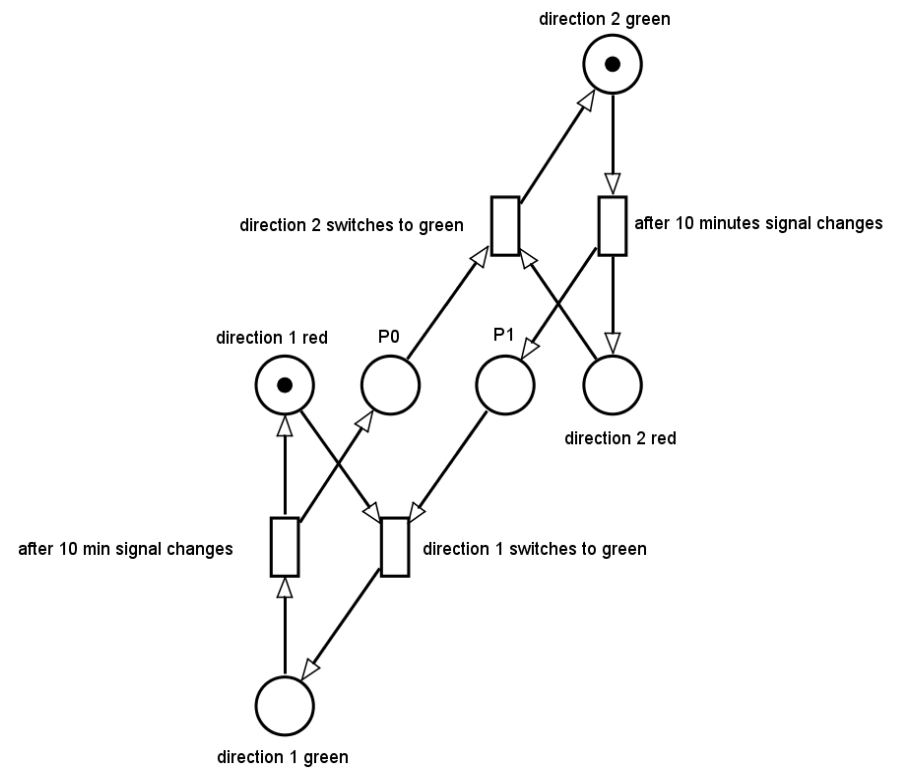 direction 2 green
direction 2 switches to green
after 10 minutes signal changes
direction 1 red
P0
P1
direction 2 red
after 10 min signal changes
direction 1 switches to green
direction 1 green